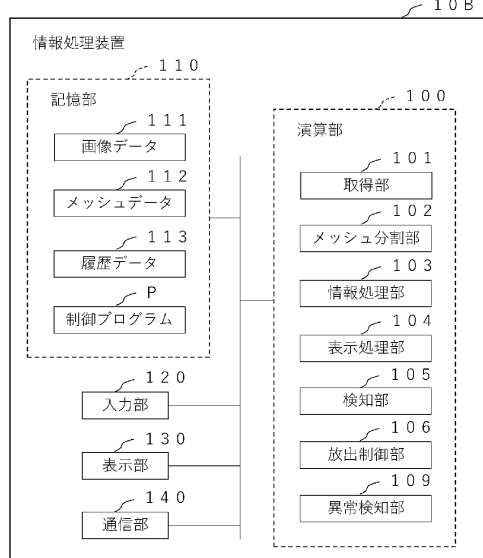 １０Ｂ
情報処理装置
１１０
記憶部
１１１
画像データ
１１２
メッシュデータ
１１３
履歴データ
Ｐ
制御プログラム
１２０
入力部
１３０
表示部
１４０
通信部
１００
演算部
１０１
取得部
１０２
メッシュ分割部
１０３
情報処理部
１０４
表示処理部
１０５
検知部
１０６
放出制御部
１０９
異常検知部